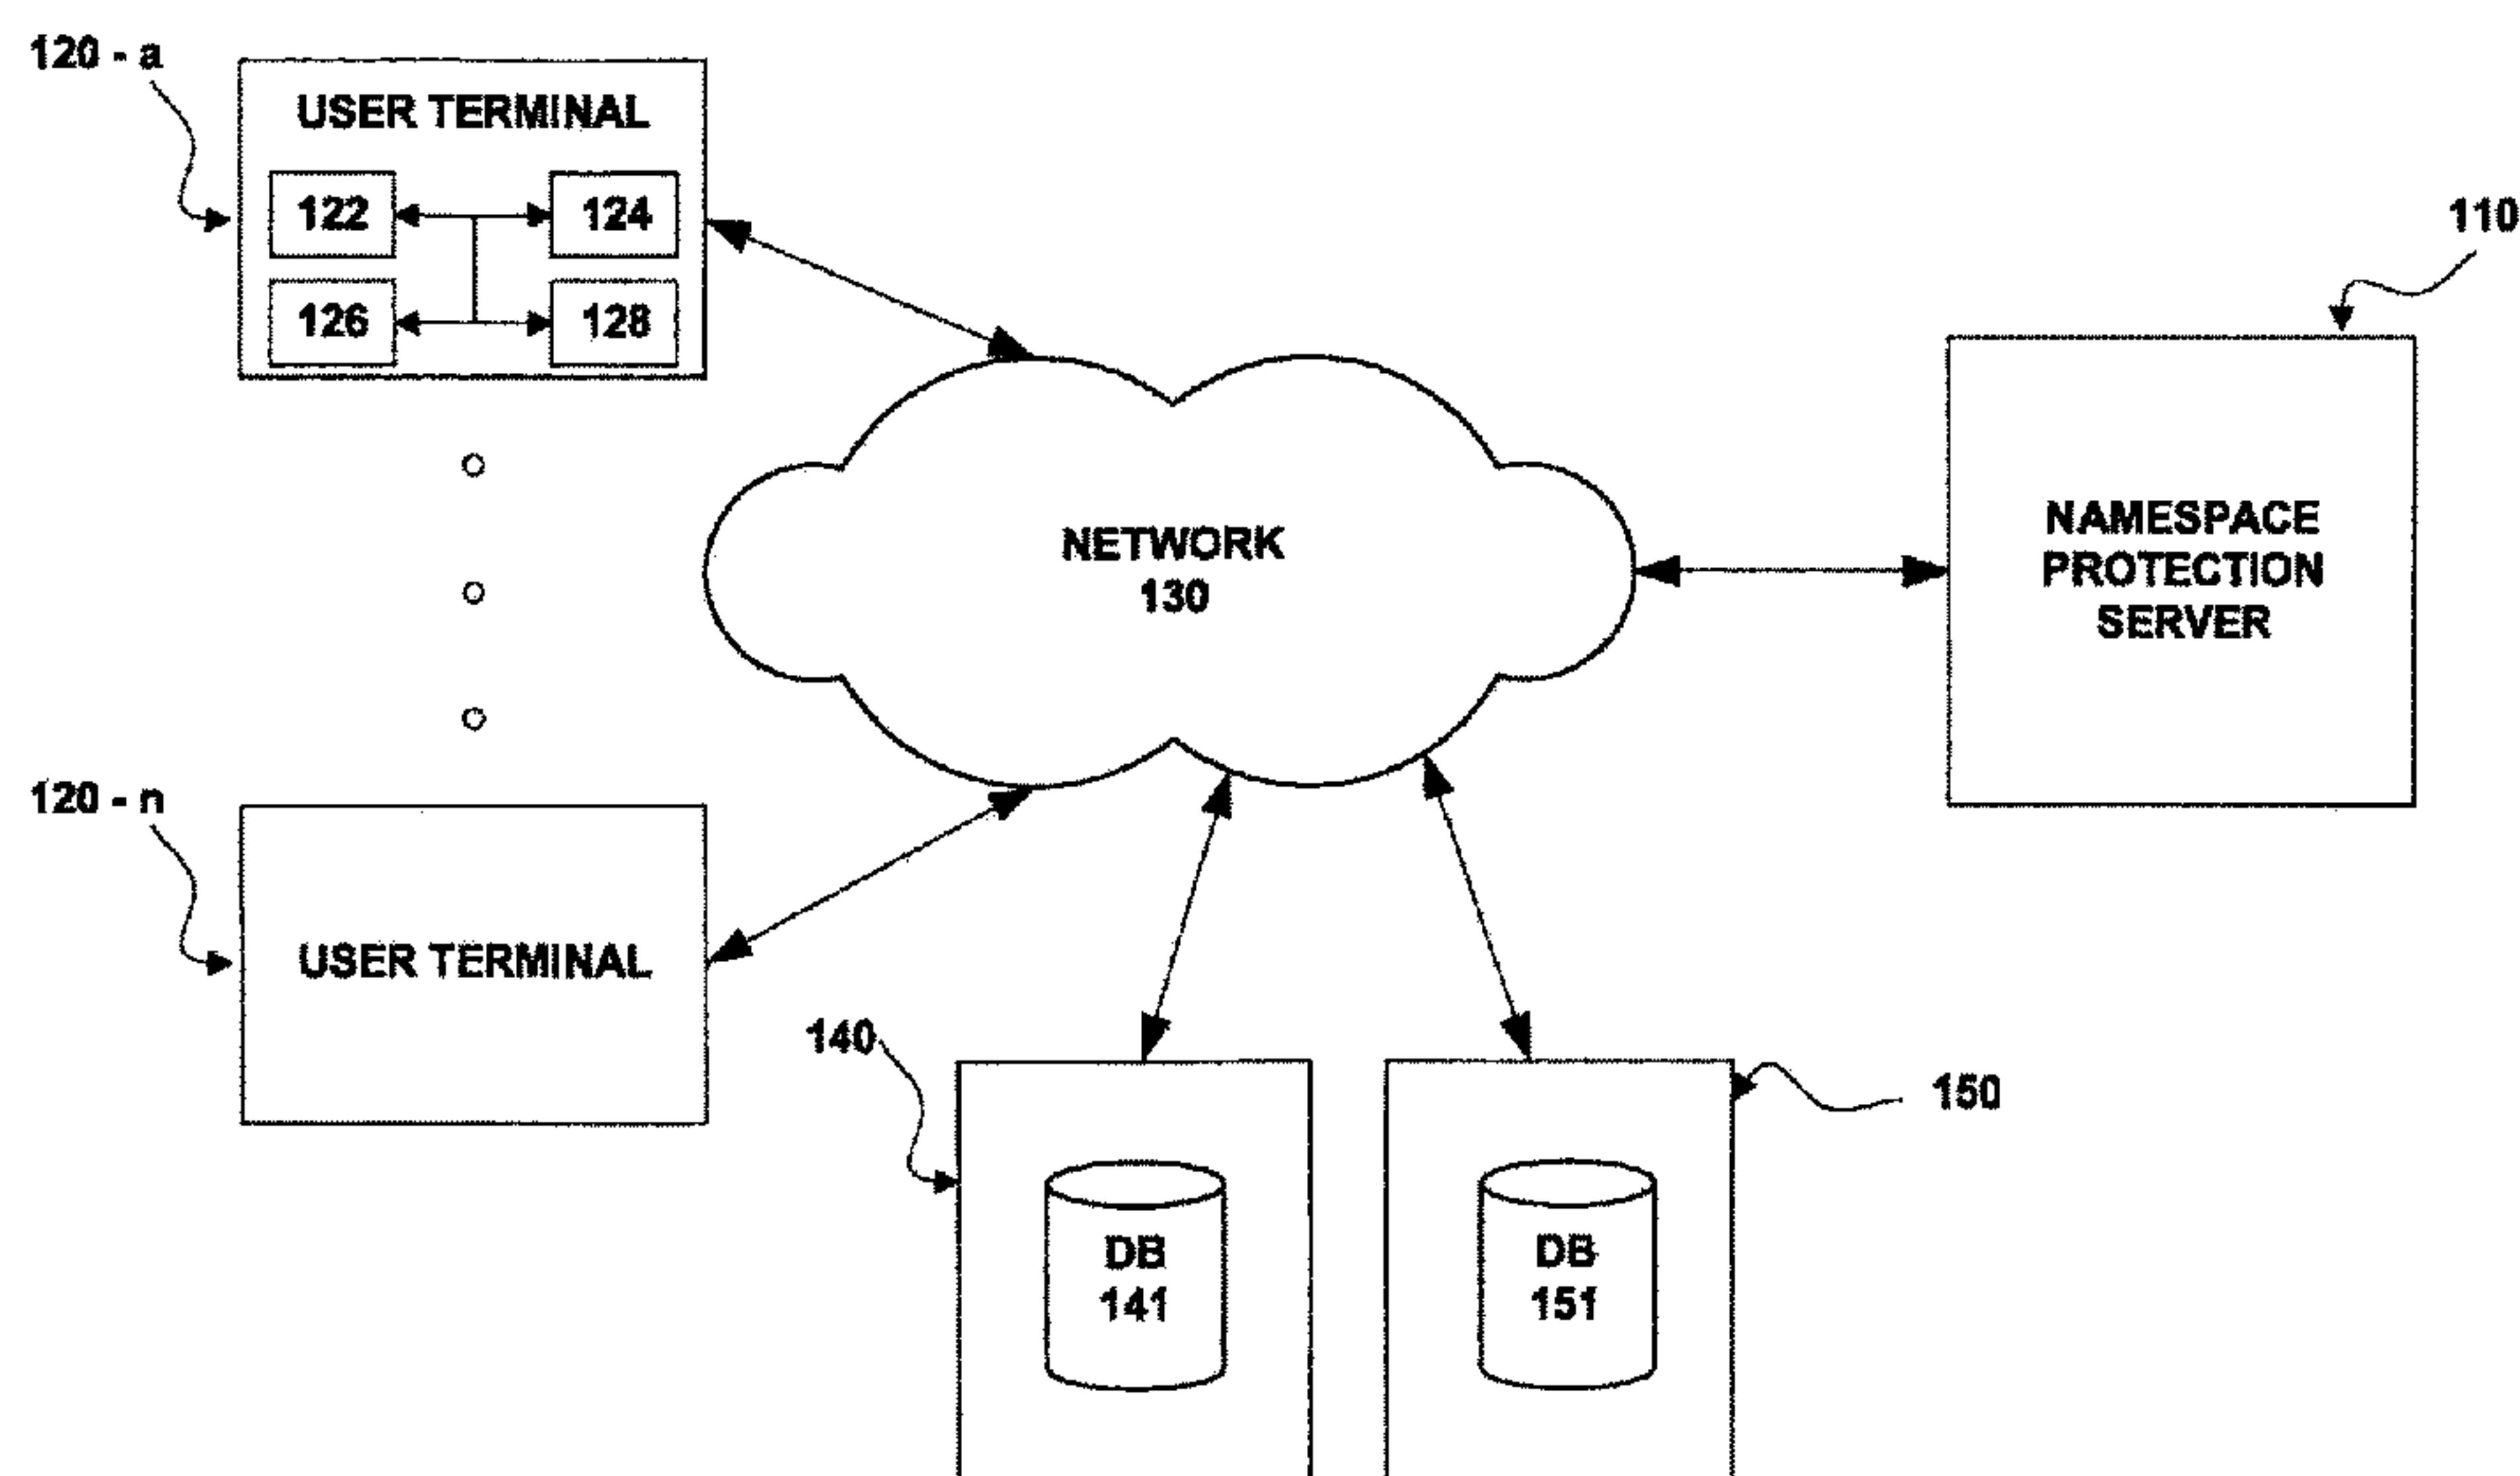 120 - a
USER TERMINAL
122
124
126
128
110
NETWORK
130
NAMESPACE
PROTECTION
SERVER
120 - n
USER TERMINAL
140
150
DB
141
DB
151